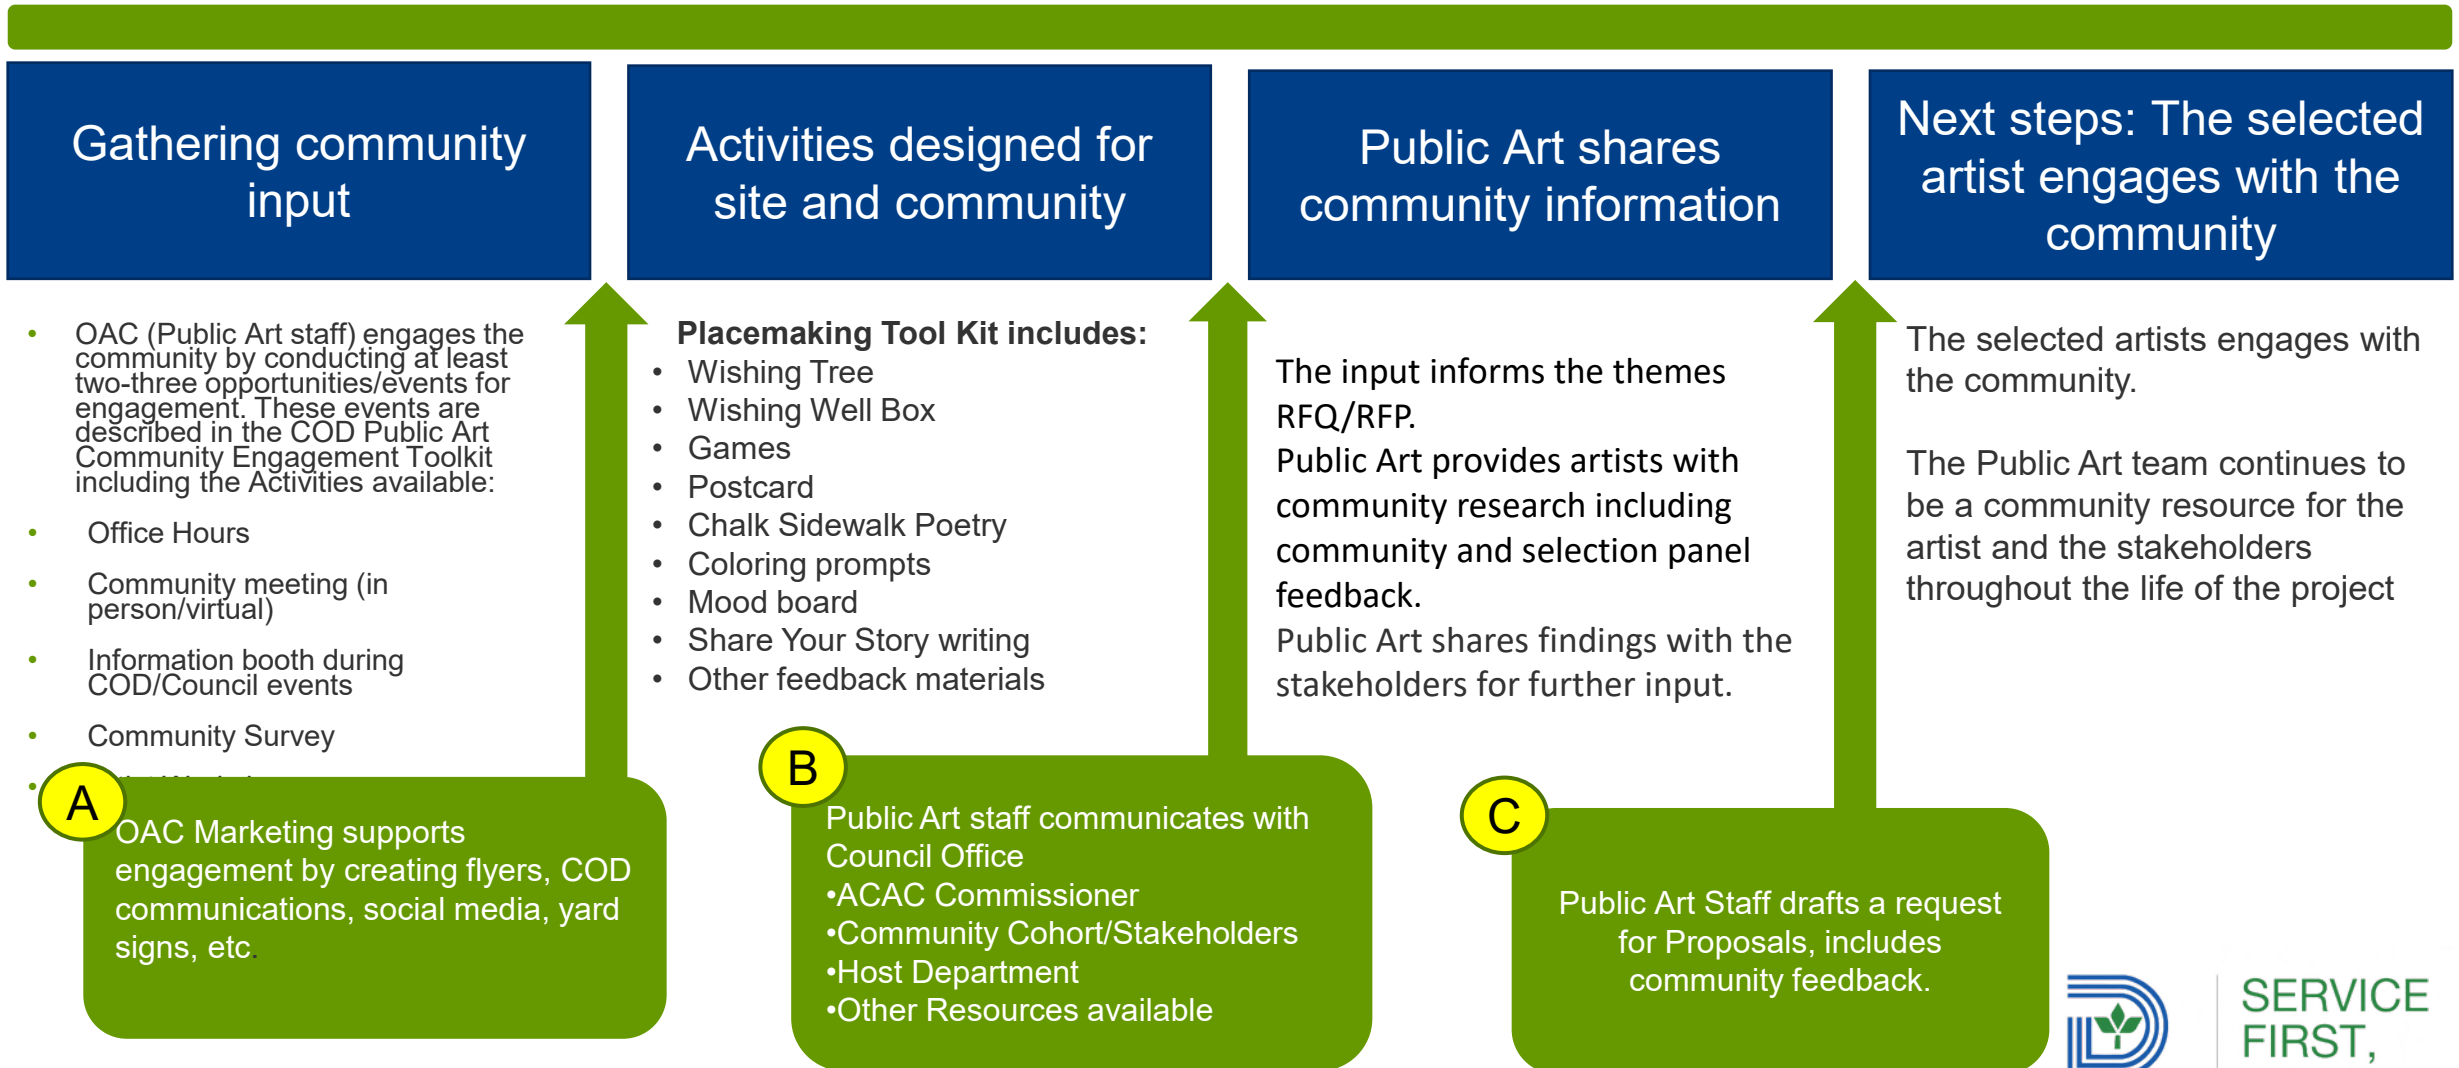 Gathering community
input
Activities designed for
site and community
Public Art shares
community information
Next steps: The selected
artist engages with the
community
• OAC (Public Art staff) engages the
community by conducting at least
two-three opportunities/events for
engagement. These events are
described in the COD Public Art
Community Engagement Toolkit
including the Activities available:
• Office Hours
• Community meeting (in
person/virtual)
• Information booth during
COD/Council events
• Community Survey
•
A
OAC Marketing supports
engagement by creating flyers, COD
communications, social media, yard
signs, etc.
Placemaking Tool Kit includes:
• Wishing Tree
• Wishing Well Box
• Games
• Postcard
• Chalk Sidewalk Poetry
• Coloring prompts
• Mood board
• Share Your Story writing
• Other feedback materials
B
Public Art staff communicates with
Council Office
•ACAC Commissioner
•Community Cohort/Stakeholders
•Host Department
•Other Resources available
The input informs the themes
RFQ/RFP.
Public Art provides artists with
community research including
community and selection panel
feedback.
Public Art shares findings with the
stakeholders for further input.
C
Public Art Staff drafts a request
for Proposals, includes
community feedback.
The selected artists engages with
the community.
The Public Art team continues to
be a community resource for the
artist and the stakeholders
throughout the life of the project
SERVICE
FIRST,